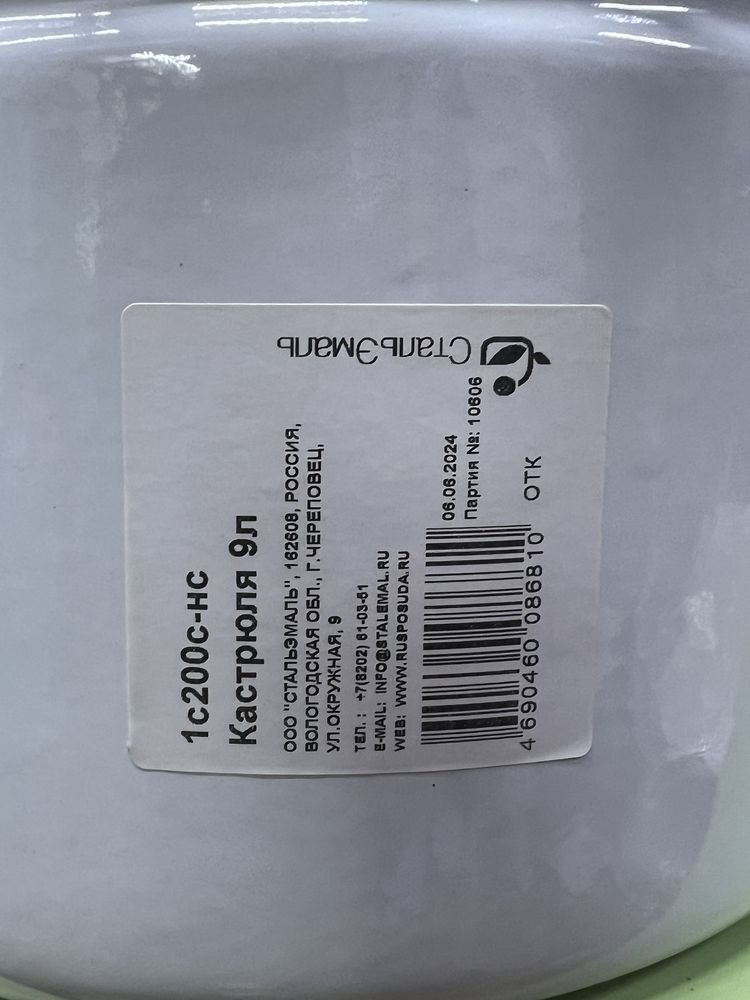 1с200с-нс
Кастрюля 9л
ООО "СТАЛЬЭМАЛЬ", 162608, РОССИЯ,
ВОЛОГОДСКАЯ ОБЛ., Г.ЧЕРЕПОВЕЦ,
УЛ.ОКРУЖНАЯ, 9
ТЕЛ. : +7(8202) 61-03-61
E-MAIL: INFO@STALEMAL.RU
WEB: WWW.RUSPOSUDA.RU
06.06.2024
Партия №: 10606
4 690460 086810
ОТК
СтальЭмаль